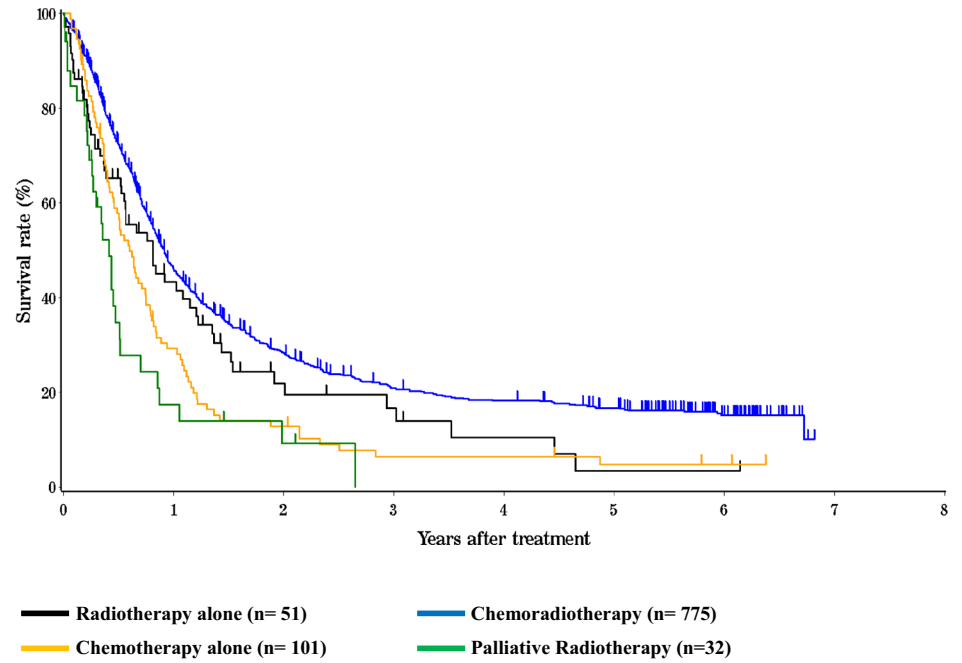 100
80
60
40
20
0
Survival rate (%)
0 1 2 3 4 5 6 7 8
Years after treatment
Radiotherapy alone (n= 51)
Chemoradiotherapy (n= 775)
Chemotherapy alone (n= 101)
Palliative Radiotherapy (n=32)